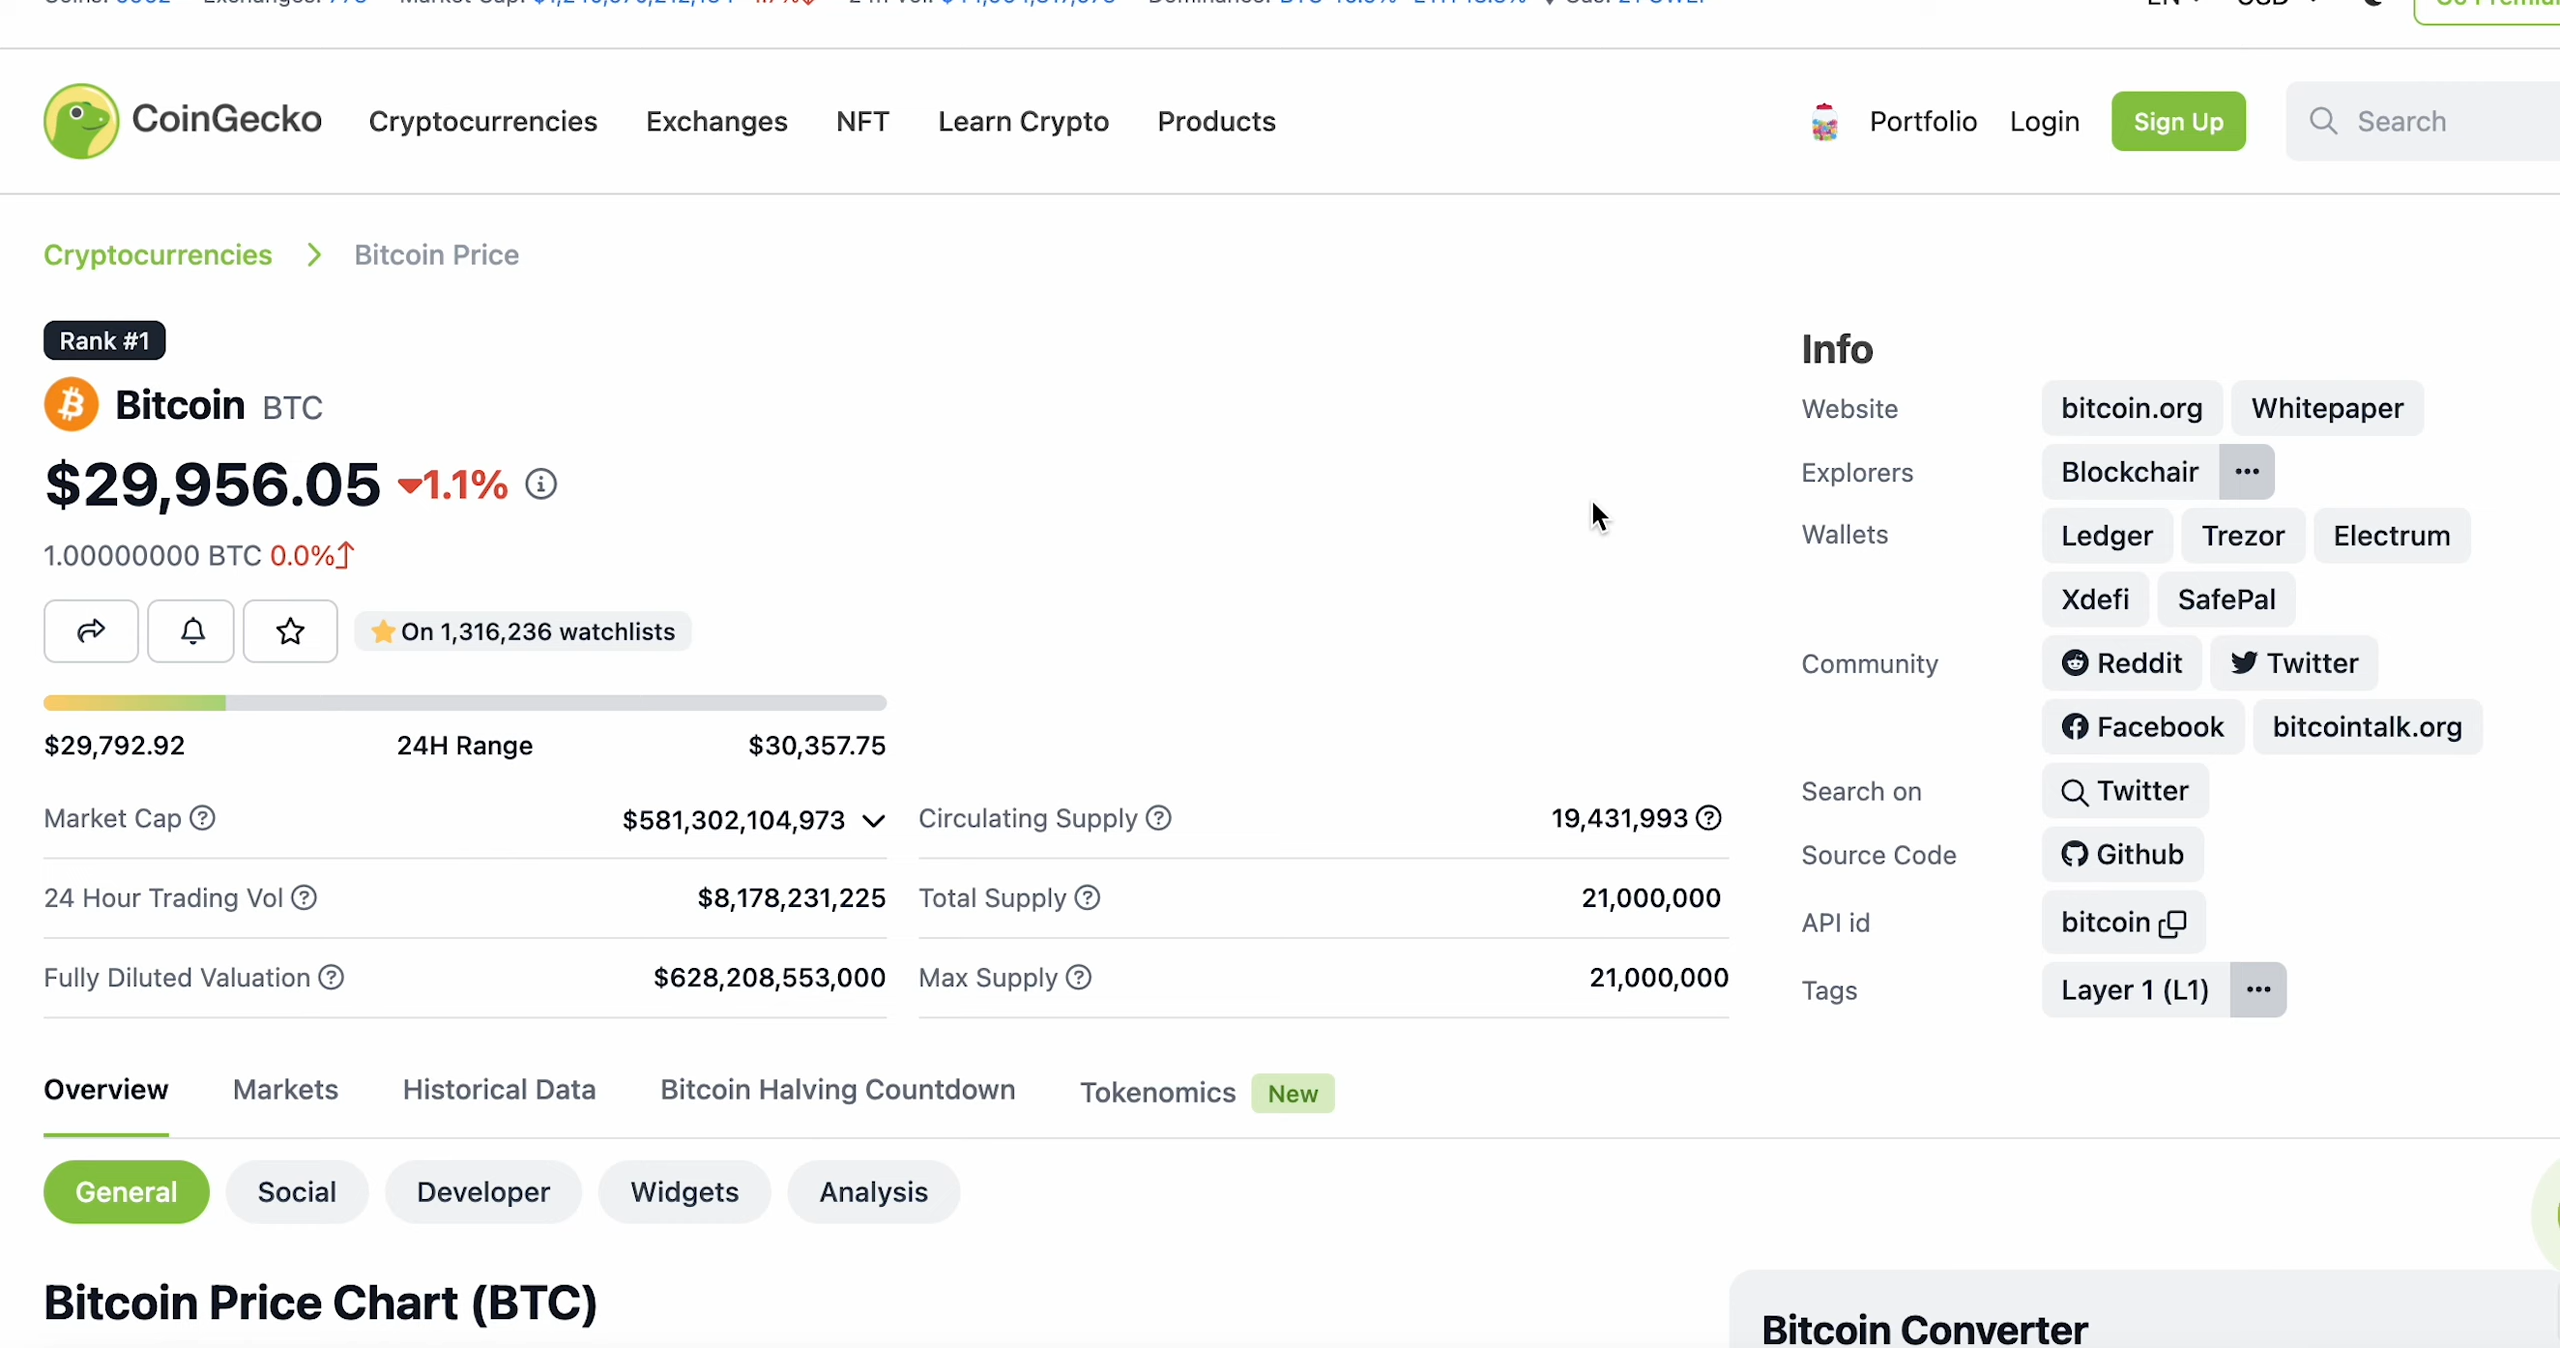 CoinGecko Cryptocurrencies Exchanges NFT Learn Crypto Products Portfolio Login Sign Up Search
Cryptocurrencies Bitcoin Price
Rank #1
Bitcoin BTC
$29,956.05 1.1%
1.00000000 BTC 0.0%
On 1,316,236 watchlists
$29,792.92 24H Range $30,357.75
Market Cap $581,302,104,973
24 Hour Trading Vol $8,178,231,225
Fully Diluted Valuation $628,208,553,000
Circulating Supply 19,431,993
Total Supply 21,000,000
Max Supply 21,000,000
Info
Website bitcoin.org Whitepaper
Explorers Blockchair
Wallets Ledger Trezor Electrum
Xdefi SafePal
Community Reddit Twitter
Facebook bitcointalk.org
Search on Twitter
Source Code Github
API id bitcoin
Tags Layer 1 (L1)
Overview Markets Historical Data Bitcoin Halving Countdown Tokenomics New
General Social Developer Widgets Analysis
Bitcoin Price Chart (BTC)
Bitcoin Converter